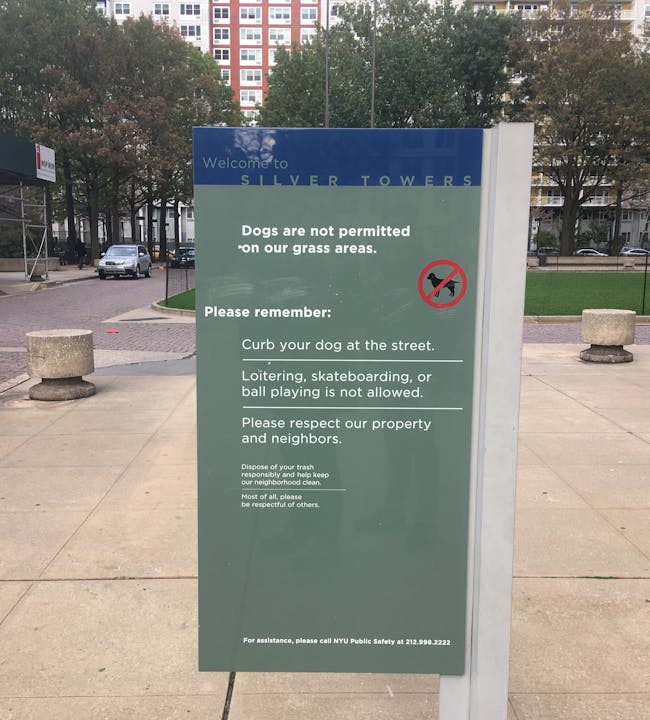 Welcome to
SILVER TOWERS
Dogs are not permitted
on our grass areas.
Please remember:
Curb your dog at the street.
Loitering, skateboarding, or
ball playing is not allowed.
Please respect our property
and neighbors.
Dispose of your trash
responsibly and help keep
our neighborhood clean.
Most of all, please
be respectful of others.
For assistance, please call NYU Public Safety at 212.998.2222